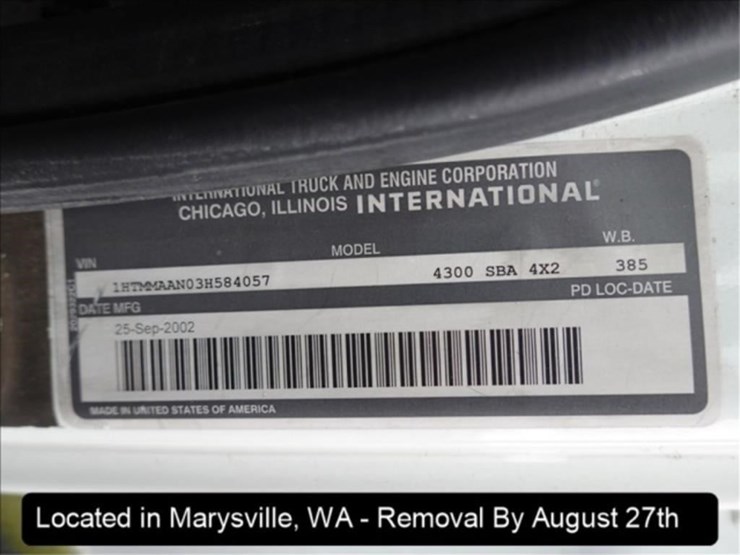 INTERNATIONAL TRUCK AND ENGINE CORPORATION
CHICAGO, ILLINOIS INTERNATIONAL®
VIN MODEL W.B.
1HTMMAAN03H584057 4300 SBA 4X2 385
DATE MFG PD LOC-DATE
25-Sep-2002
MADE IN UNITED STATES OF AMERICA
Located in Marysville, WA - Removal By August 27th